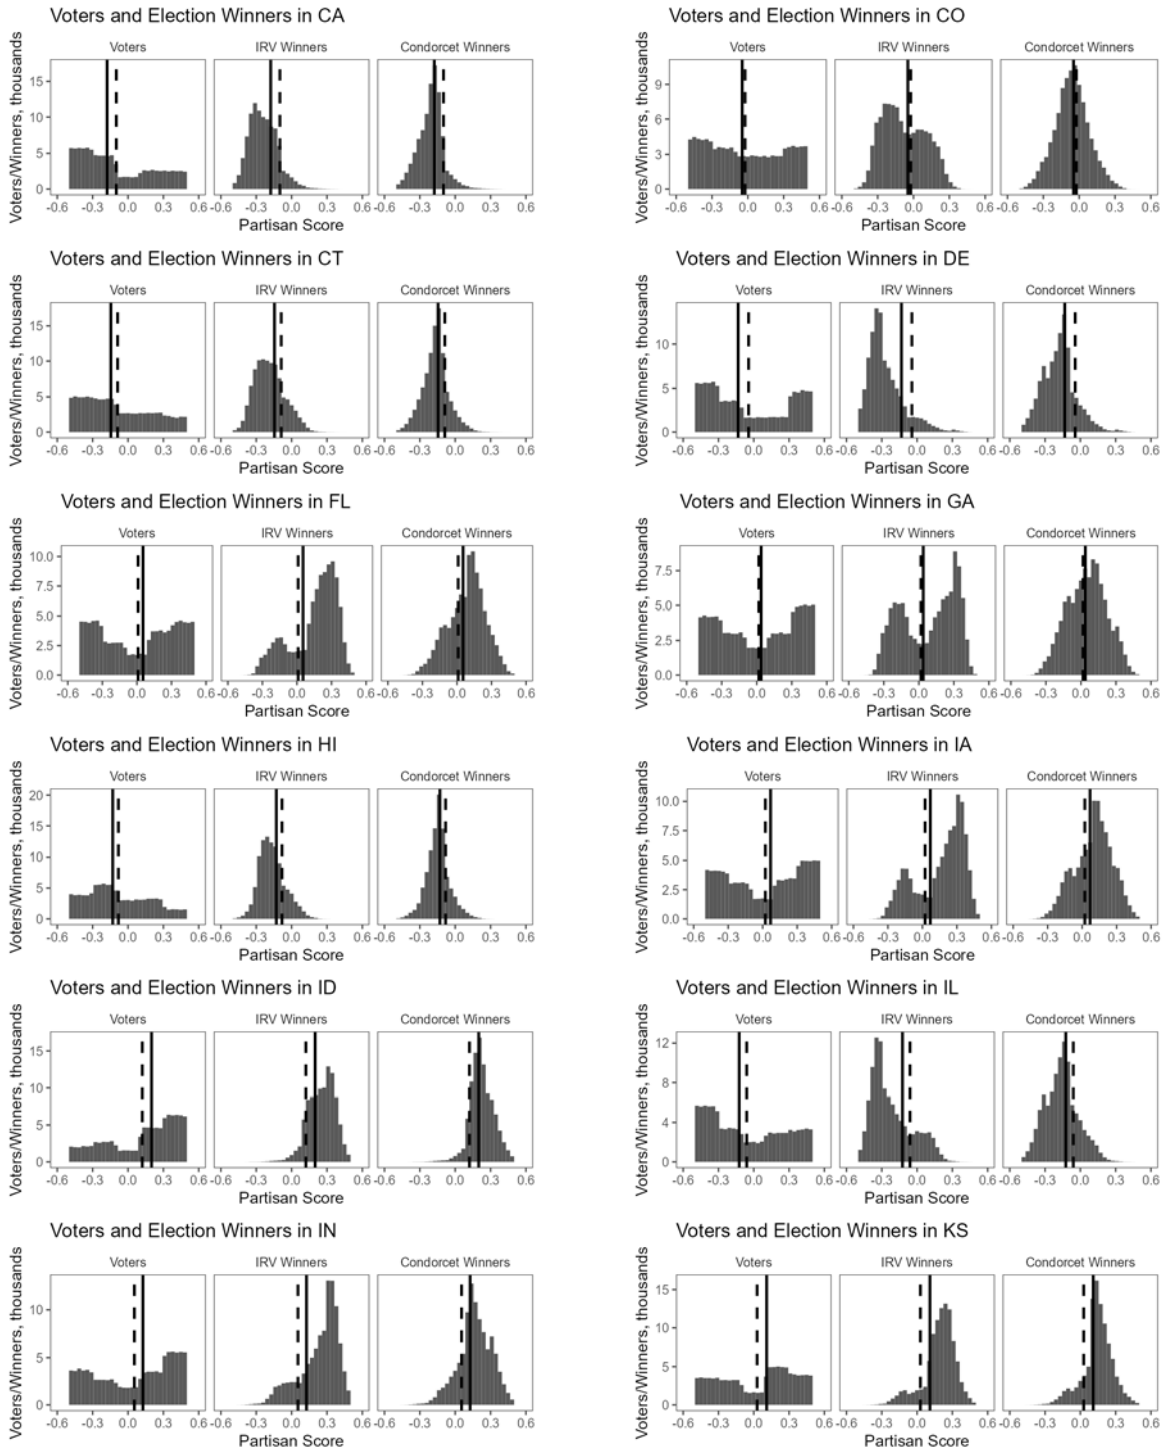 Voters and Election Winners in CA
Voters IRV Winners Condorcet Winners
Voters/Winners, thousands
15
10
5
0
-0.6 -0.3 0.0 0.3 0.6 -0.6 -0.3 0.0 0.3 0.6 -0.6 -0.3 0.0 0.3 0.6
Partisan Score
Voters and Election Winners in CO
Voters IRV Winners Condorcet Winners
Voters/Winners, thousands
9
6
3
0
-0.6 -0.3 0.0 0.3 0.6 -0.6 -0.3 0.0 0.3 0.6 -0.6 -0.3 0.0 0.3 0.6
Partisan Score
Voters and Election Winners in CT
Voters IRV Winners Condorcet Winners
Voters/Winners, thousands
15
10
5
0
-0.6 -0.3 0.0 0.3 0.6 -0.6 -0.3 0.0 0.3 0.6 -0.6 -0.3 0.0 0.3 0.6
Partisan Score
Voters and Election Winners in DE
Voters IRV Winners Condorcet Winners
Voters/Winners, thousands
10
5
0
-0.6 -0.3 0.0 0.3 0.6 -0.6 -0.3 0.0 0.3 0.6 -0.6 -0.3 0.0 0.3 0.6
Partisan Score
Voters and Election Winners in FL
Voters IRV Winners Condorcet Winners
Voters/Winners, thousands
10.0
7.5
5.0
2.5
0.0
-0.6 -0.3 0.0 0.3 0.6 -0.6 -0.3 0.0 0.3 0.6 -0.6 -0.3 0.0 0.3 0.6
Partisan Score
Voters and Election Winners in GA
Voters IRV Winners Condorcet Winners
Voters/Winners, thousands
7.5
5.0
2.5
0.0
-0.6 -0.3 0.0 0.3 0.6 -0.6 -0.3 0.0 0.3 0.6 -0.6 -0.3 0.0 0.3 0.6
Partisan Score
Voters and Election Winners in HI
Voters IRV Winners Condorcet Winners
Voters/Winners, thousands
20
15
10
5
0
-0.6 -0.3 0.0 0.3 0.6 -0.6 -0.3 0.0 0.3 0.6 -0.6 -0.3 0.0 0.3 0.6
Partisan Score
Voters and Election Winners in IA
Voters IRV Winners Condorcet Winners
Voters/Winners, thousands
10.0
7.5
5.0
2.5
0.0
-0.6 -0.3 0.0 0.3 0.6 -0.6 -0.3 0.0 0.3 0.6 -0.6 -0.3 0.0 0.3 0.6
Partisan Score
Voters and Election Winners in ID
Voters IRV Winners Condorcet Winners
Voters/Winners, thousands
15
10
5
0
-0.6 -0.3 0.0 0.3 0.6 -0.6 -0.3 0.0 0.3 0.6 -0.6 -0.3 0.0 0.3 0.6
Partisan Score
Voters and Election Winners in IL
Voters IRV Winners Condorcet Winners
Voters/Winners, thousands
12
8
4
0
-0.6 -0.3 0.0 0.3 0.6 -0.6 -0.3 0.0 0.3 0.6 -0.6 -0.3 0.0 0.3 0.6
Partisan Score
Voters and Election Winners in IN
Voters IRV Winners Condorcet Winners
Voters/Winners, thousands
10
5
0
-0.6 -0.3 0.0 0.3 0.6 -0.6 -0.3 0.0 0.3 0.6 -0.6 -0.3 0.0 0.3 0.6
Partisan Score
Voters and Election Winners in KS
Voters IRV Winners Condorcet Winners
Voters/Winners, thousands
15
10
5
0
-0.6 -0.3 0.0 0.3 0.6 -0.6 -0.3 0.0 0.3 0.6 -0.6 -0.3 0.0 0.3 0.6
Partisan Score